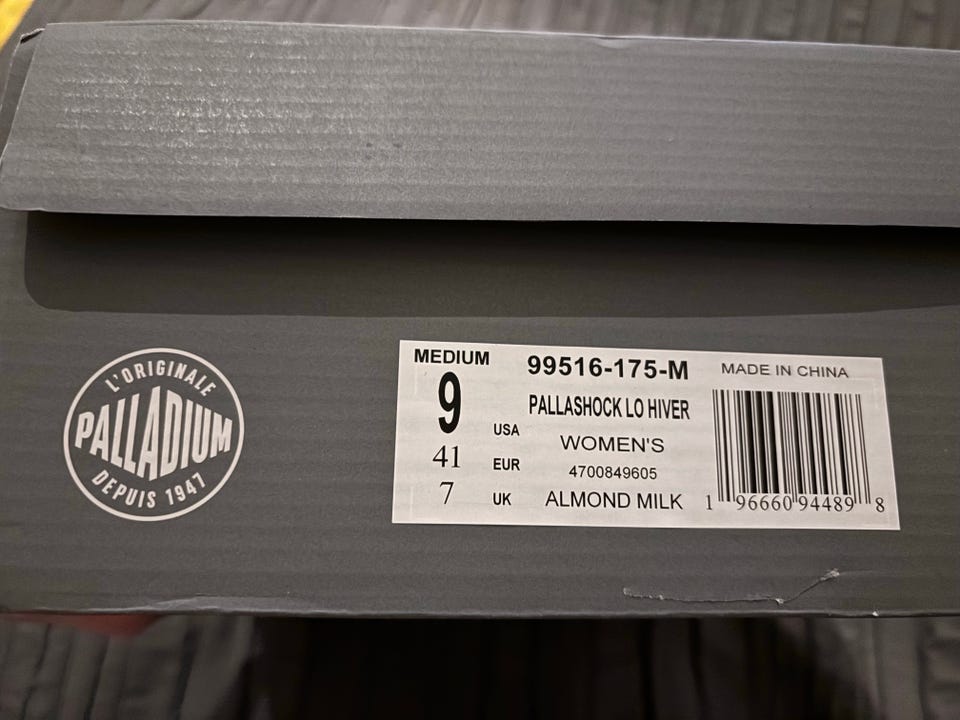 L'ORIGINALE
PALLADIUM
DEPUIS 1947
MEDIUM
9 USA
41 EUR
7 UK
99516-175-M
PALLASHOCK LO HIVER
WOMEN'S
4700849605
ALMOND MILK
MADE IN CHINA
1 96660 94489 8